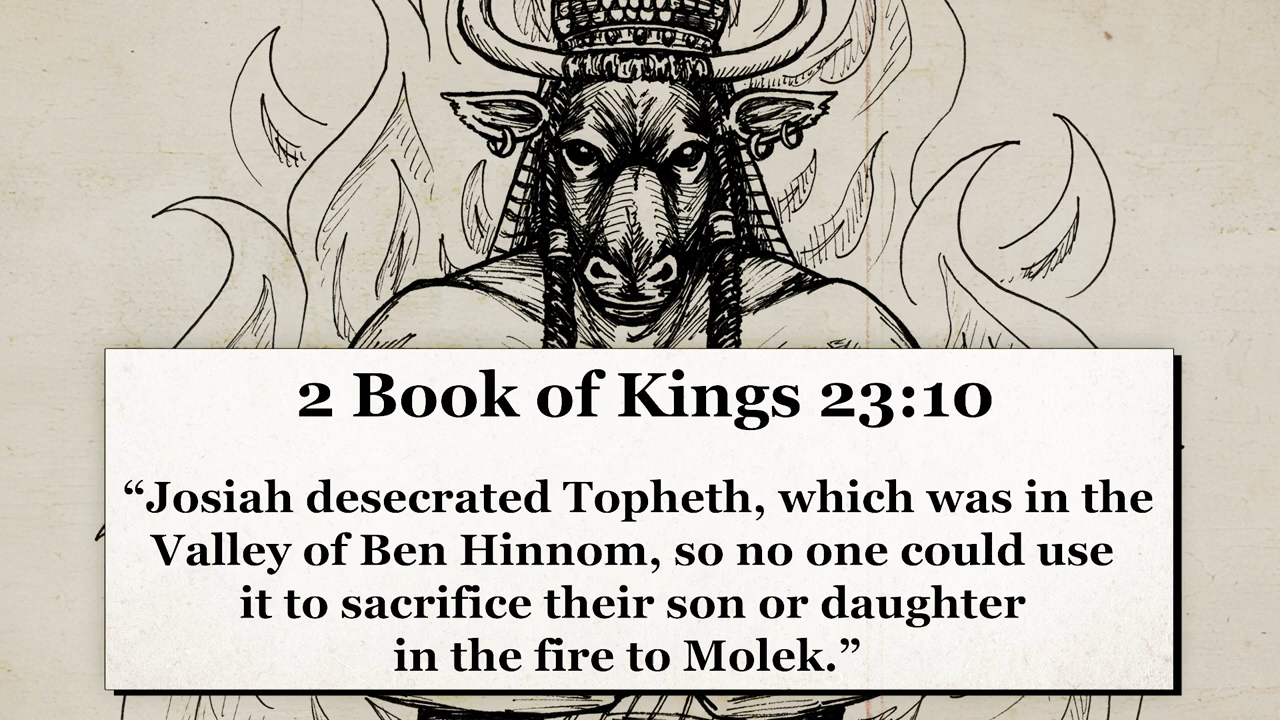 2 Book of Kings 23:10
“Josiah desecrated Topheth, which was in the
Valley of Ben Hinnom, so no one could use
it to sacrifice their son or daughter
in the fire to Molek.”